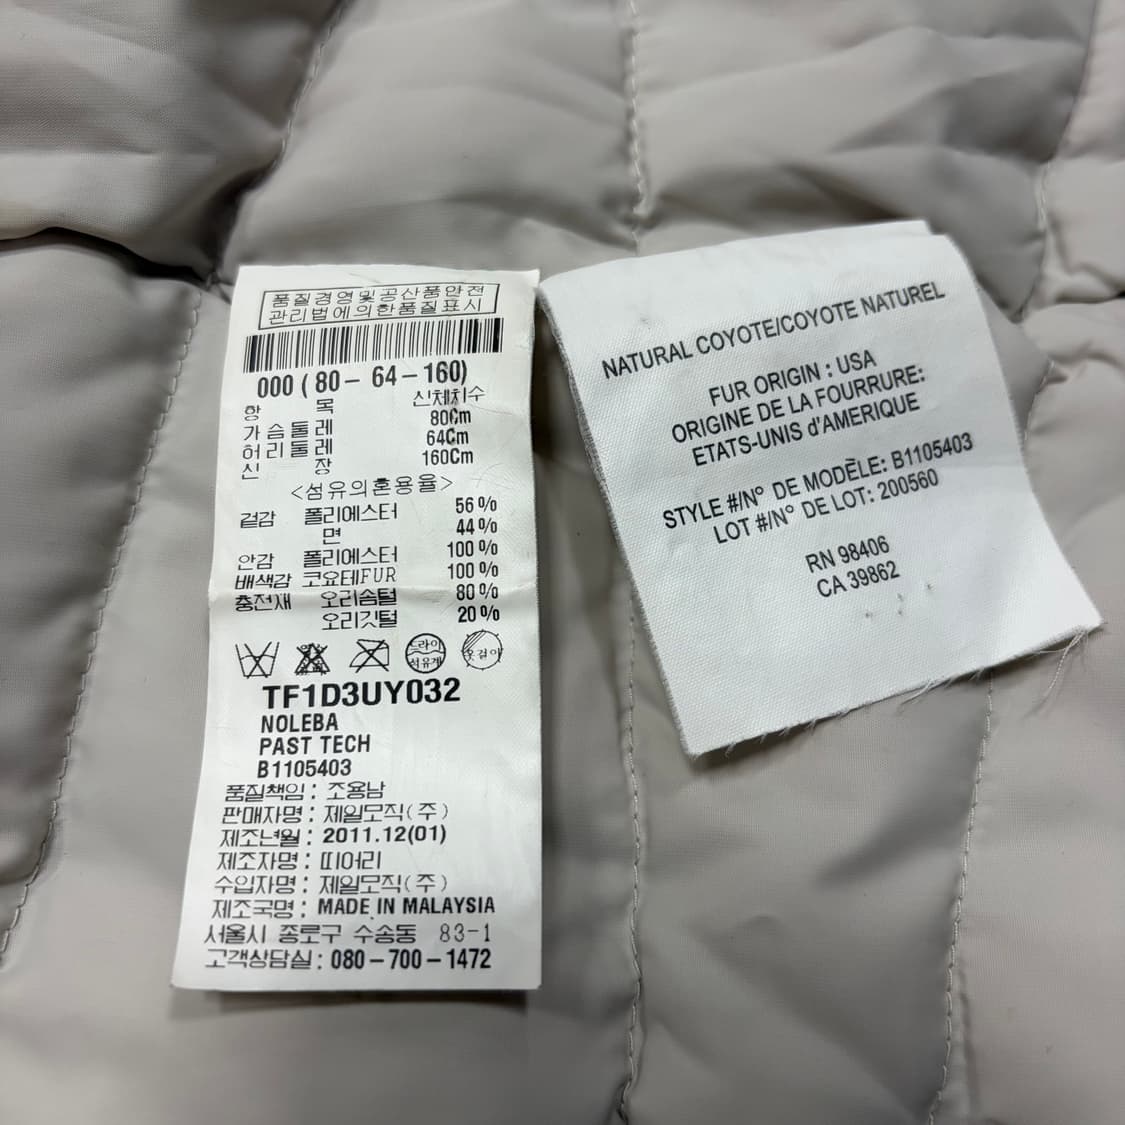 품질경영및공산품안전
관리법에의한품질표시
000 ( 80 - 64 - 160)
항 목 신체치수
가슴둘레 80Cm
허리둘레 64Cm
신 장 160Cm
<섬유의혼용율>
겉감 폴리에스터 56%
면 44%
안감 폴리에스터 100%
배색감 코요테FUR 100%
충전재 오리솜털 80%
오리깃털 20%
드라이
석유계
옷걸이
TF1D3UY032
NOLEBA
PAST TECH
B1105403
품질책임 : 조용남
판매자명 : 제일모직(주)
제조년월 : 2011.12(01)
제조자명 : 띠어리
수입자명 : 제일모직(주)
제조국명 : MADE IN MALAYSIA
서울시 종로구 수송동 83-1
고객상담실 : 080-700-1472
NATURAL COYOTE/COYOTE NATUREL
FUR ORIGIN : USA
ORIGINE DE LA FOURRURE:
ETATS-UNIS d'AMERIQUE
STYLE #/N° DE MODÈLE: B1105403
LOT #/N° DE LOT: 200560
RN 98406
CA 39862